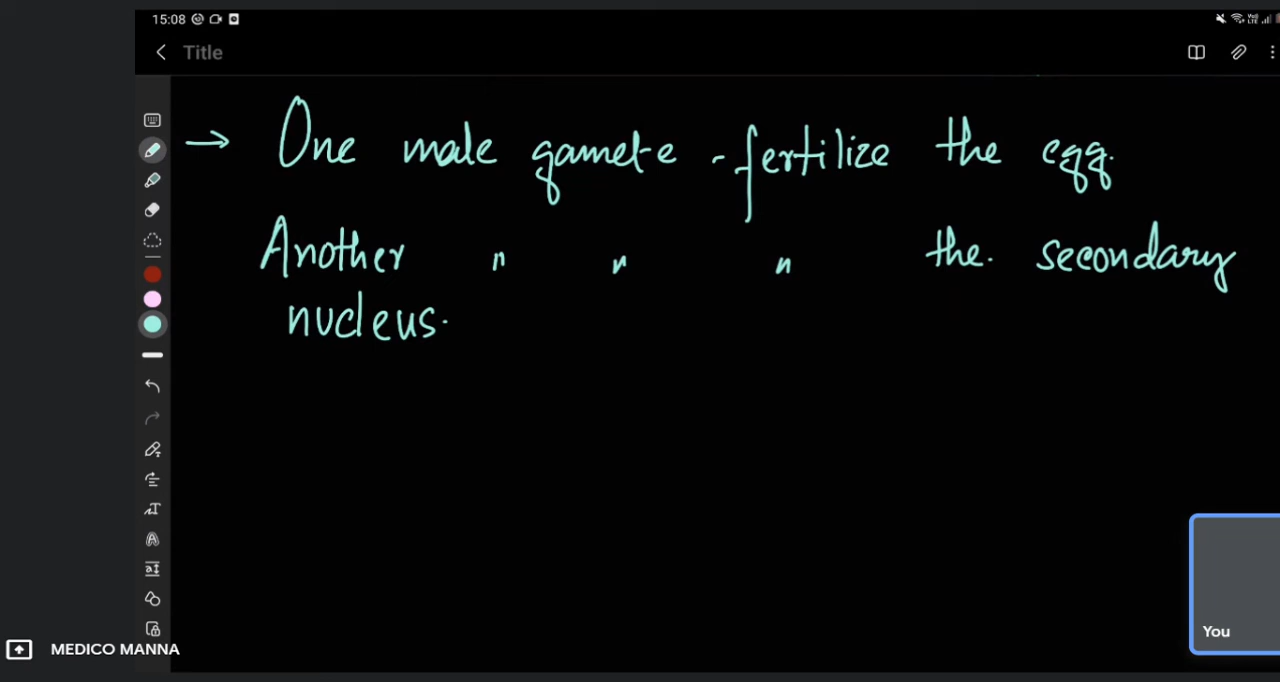 15:08
Title
→ One male gamete fertilize the egg.
Another " " " the secondary
nucleus.
You
MEDICO MANNA